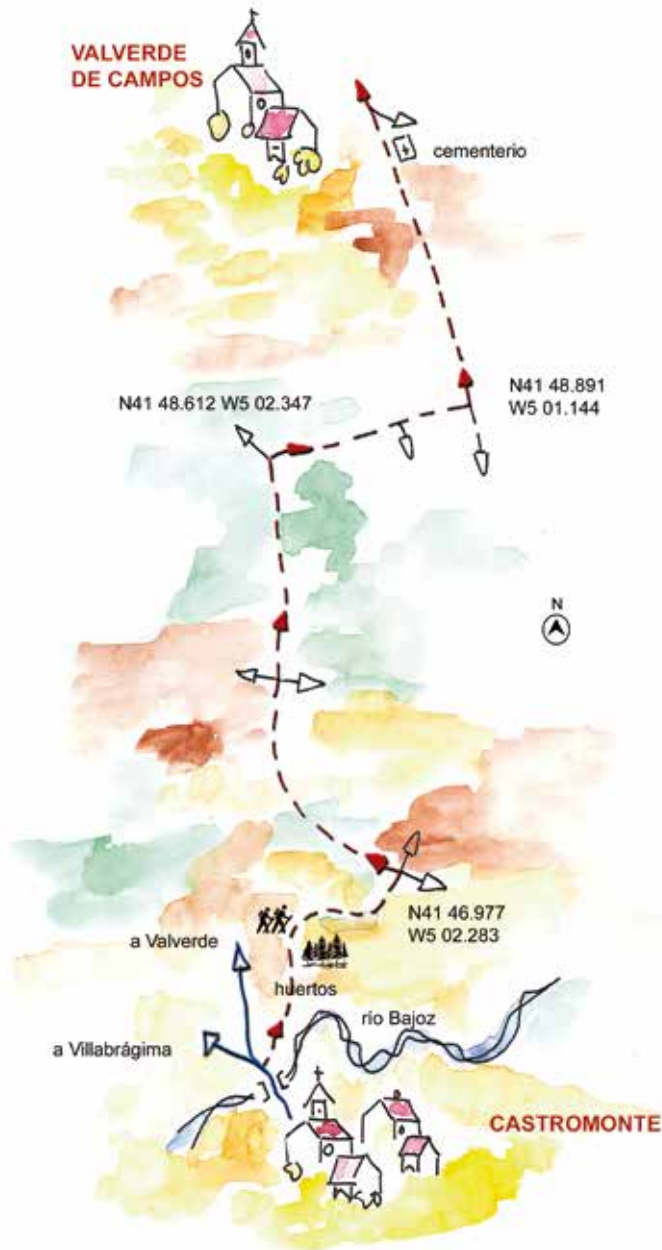 VALVERDE
DE CAMPOS
cementerio
N41 48.612 W5 02.347
N41 48.891
W5 01.144
N
N41 46.977
W5 02.283
a Valverde
huertos
río Bajoz
a Villabrágima
CASTROMONTE